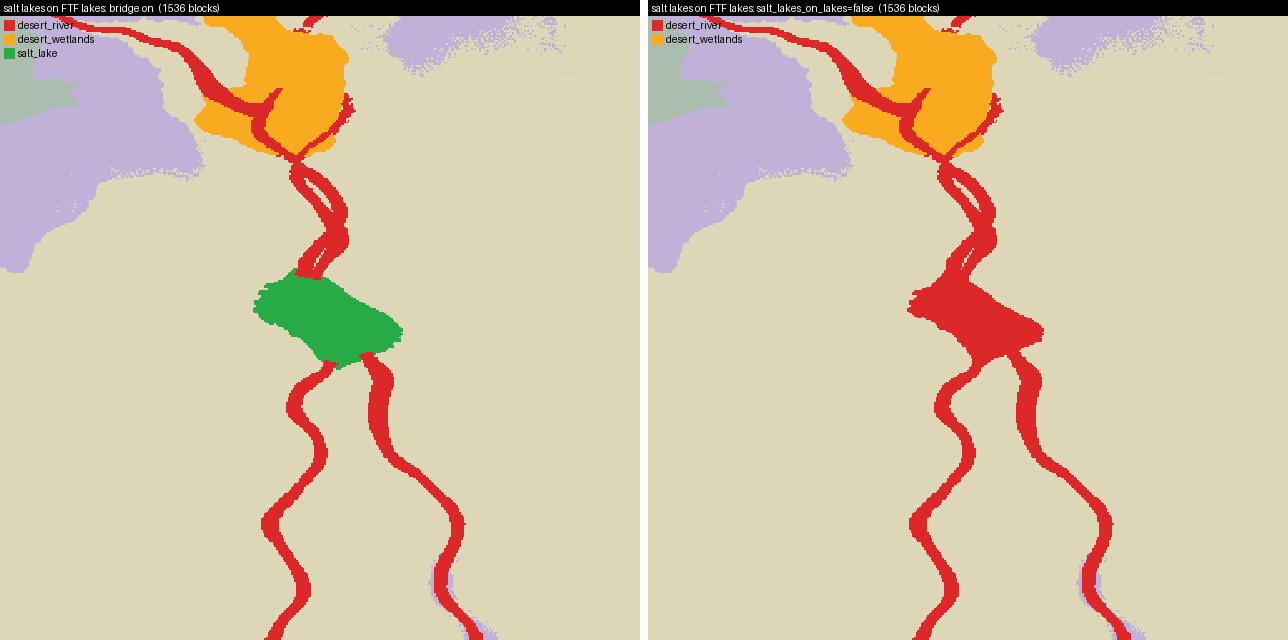 salt lakes on FTF lakes: bridge on (1536 blocks)
desert_river
desert_wetlands
salt_lake
salt lakes on FTF lakes: salt_lakes_on_lakes=false (1536 blocks)
desert_river
desert_wetlands